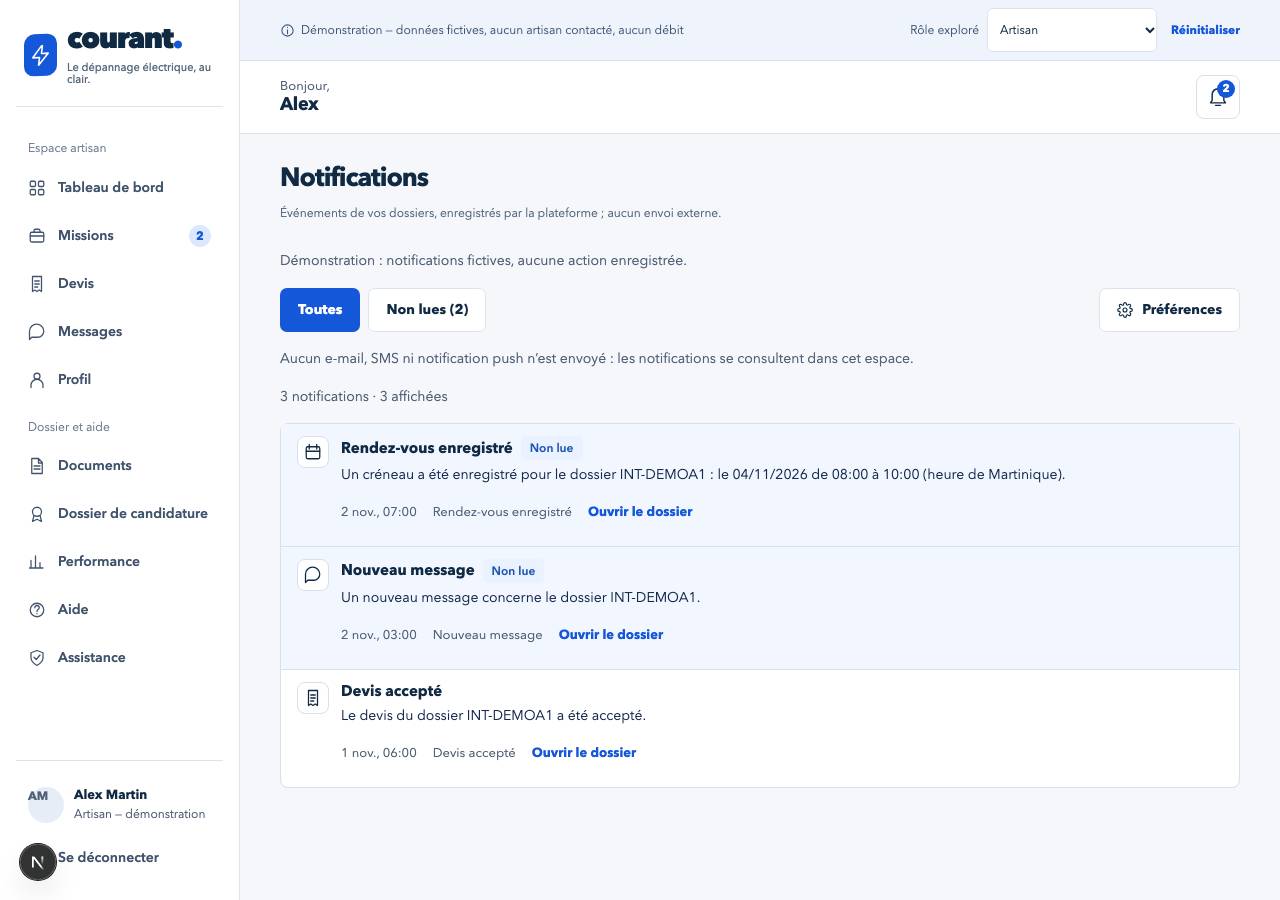 courant.
Le dépannage électrique, au
clair.
Démonstration – données fictives, aucun artisan contacté, aucun débit
Rôle exploré
Artisan
Réinitialiser
Bonjour,
Alex
2
Espace artisan
Tableau de bord
Missions
2
Devis
Messages
Profil
Dossier et aide
Documents
Dossier de candidature
Performance
Aide
Assistance
AM
Alex Martin
Artisan – démonstration
N
Se déconnecter
Notifications
Événements de vos dossiers, enregistrés par la plateforme ; aucun envoi externe.
Démonstration : notifications fictives, aucune action enregistrée.
Toutes
Non lues (2)
Préférences
Aucun e-mail, SMS ni notification push n’est envoyé : les notifications se consultent dans cet espace.
3 notifications · 3 affichées
Rendez-vous enregistré
Non lue
Un créneau a été enregistré pour le dossier INT-DEMOA1 : le 04/11/2026 de 08:00 à 10:00 (heure de Martinique).
2 nov., 07:00 Rendez-vous enregistré Ouvrir le dossier
Nouveau message
Non lue
Un nouveau message concerne le dossier INT-DEMOA1.
2 nov., 03:00 Nouveau message Ouvrir le dossier
Devis accepté
Le devis du dossier INT-DEMOA1 a été accepté.
1 nov., 06:00 Devis accepté Ouvrir le dossier